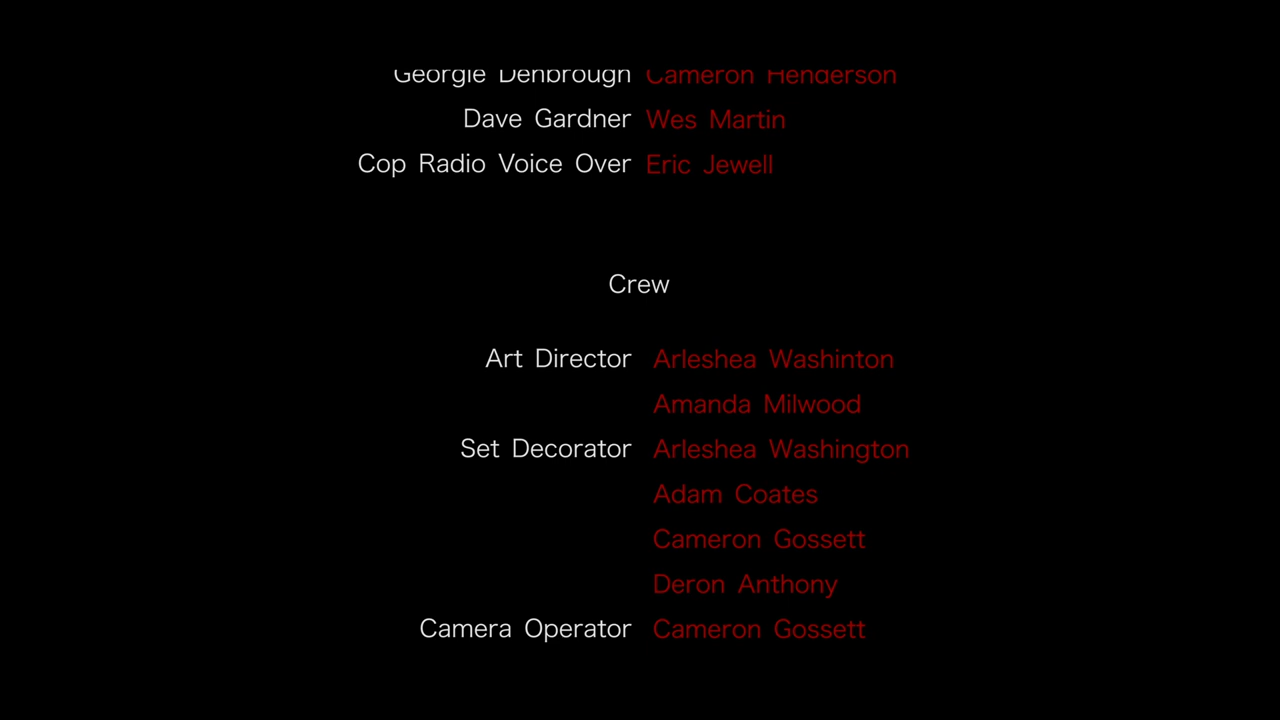 Georgie Denbrough Cameron Henderson
Dave Gardner Wes Martin
Cop Radio Voice Over Eric Jewell
Crew
Art Director Arleshea Washinton
Amanda Milwood
Set Decorator Arleshea Washington
Adam Coates
Cameron Gossett
Deron Anthony
Camera Operator Cameron Gossett